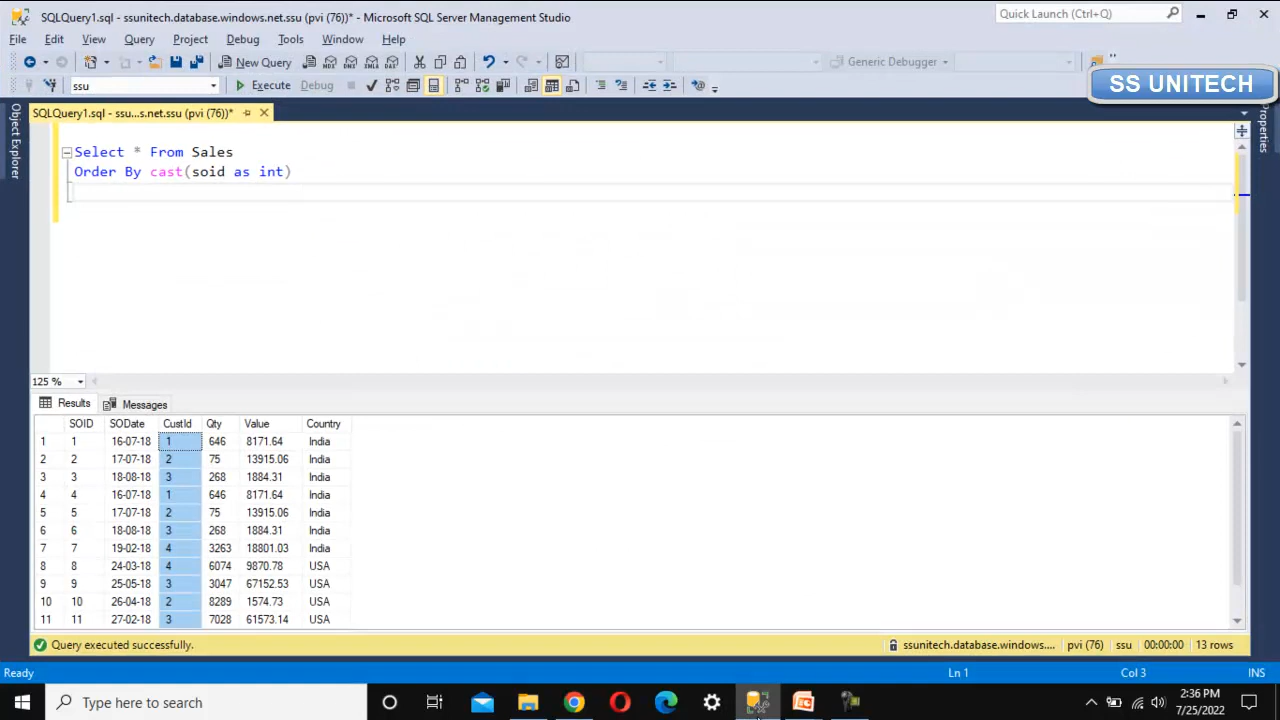 SQLQuery1.sql - ssunitech.database.windows.net.ssu (pvi (76))* - Microsoft SQL Server Management Studio
Quick Launch (Ctrl+Q)
File Edit View Query Project Debug Tools Window Help
New Query
Generic Debugger
ssu
Execute
Debug
SS UNITECH
SQLQuery1.sql - ssu...s.net.ssu (pvi (76))*
Object Explorer
Properties
Select * From Sales
Order By cast(soid as int)
125 %
Results
Messages
SOID SODate CustId Qty Value Country
1 1 16-07-18 1 646 8171.64 India
2 2 17-07-18 2 75 13915.06 India
3 3 18-08-18 3 268 1884.31 India
4 4 16-07-18 1 646 8171.64 India
5 5 17-07-18 2 75 13915.06 India
6 6 18-08-18 3 268 1884.31 India
7 7 19-02-18 4 3263 18801.03 India
8 8 24-03-18 4 6074 9870.78 USA
9 9 25-05-18 3 3047 67152.53 USA
10 10 26-04-18 2 8289 1574.73 USA
11 11 27-02-18 3 7028 61573.14 USA
Query executed successfully.
ssunitech.database.windows.... pvi (76) ssu 00:00:00 13 rows
Ready
Ln 1
Col 3
INS
Type here to search
2:36 PM
7/25/2022